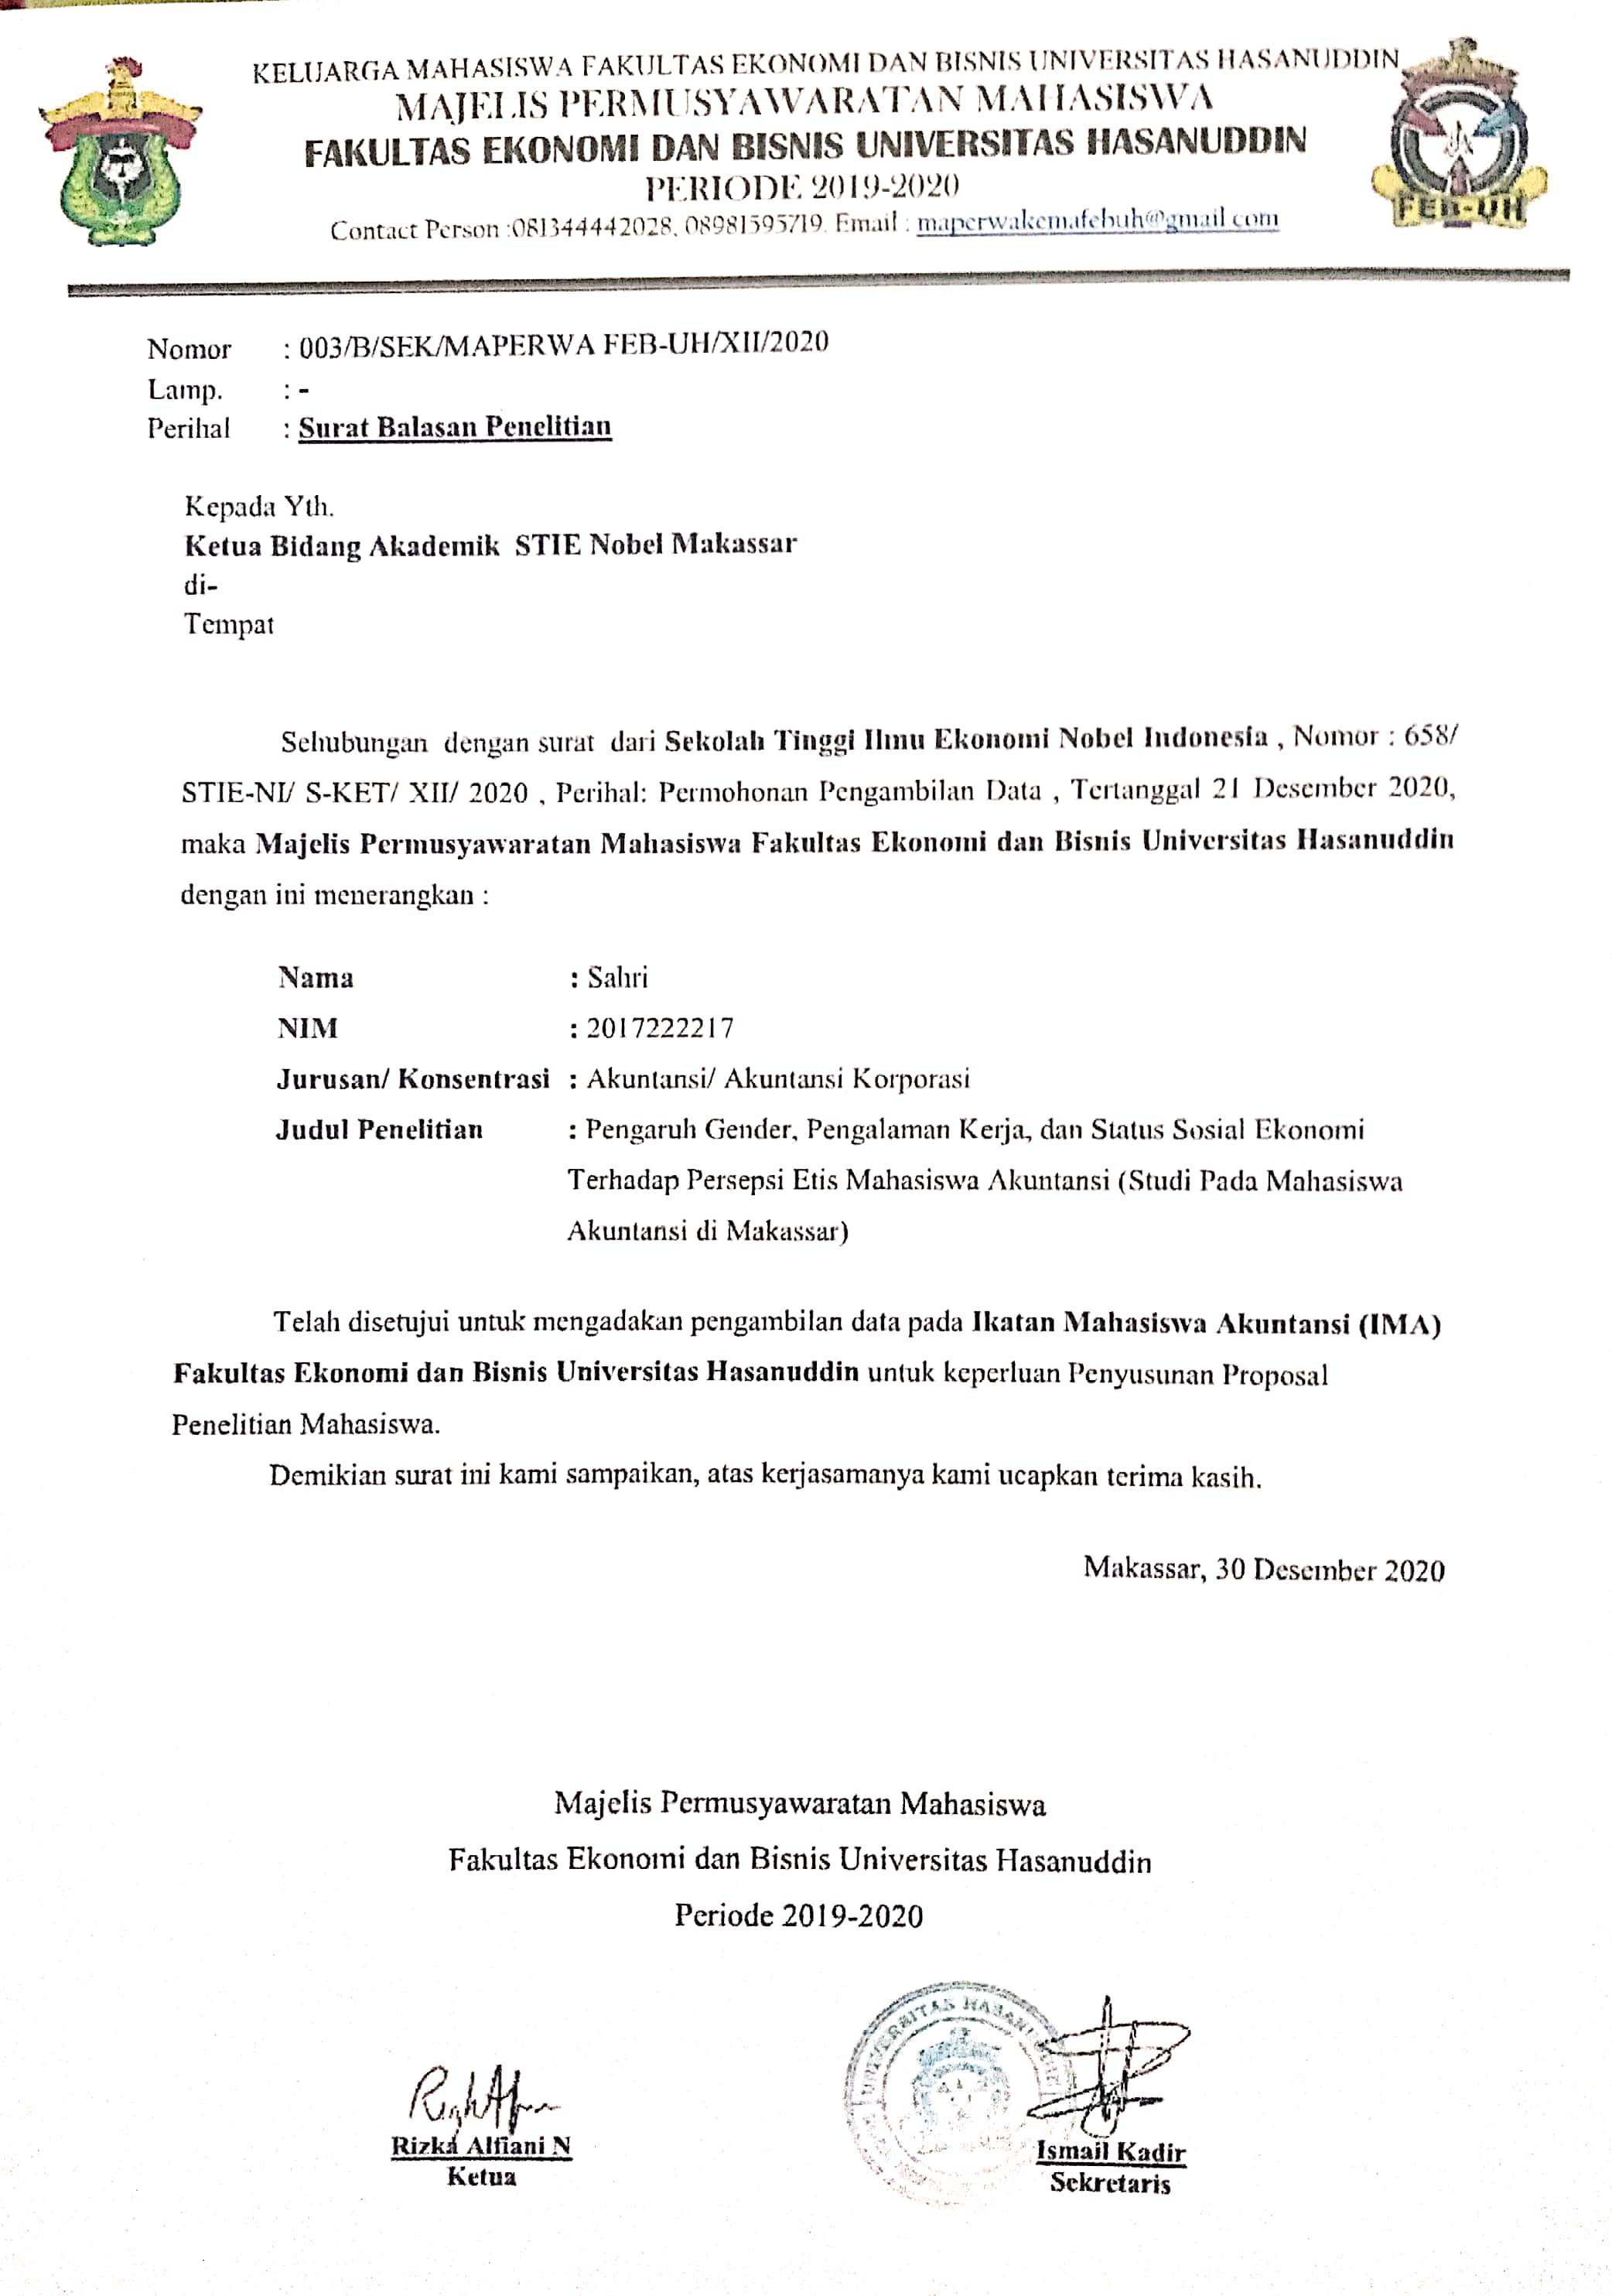 KELUARGA MAHASISWA FAKULTAS EKONOMI DAN BISNIS UNIVERSITAS HASANUDDIN
MAJELIS PERMUSYAWARATAN MAHASISWA
FAKULTAS EKONOMI DAN BISNIS UNIVERSITAS HASANUDDIN
PERIODE 2019-2020
Contact Person :081344442028, 08981595719. Email : maperwakemafebuh@gmail.com
FEB-UH
Nomor : 003/B/SEK/MAPERWA FEB-UH/XII/2020
Lamp. : -
Perihal : Surat Balasan Penelitian
Kepada Yth.
Ketua Bidang Akademik STIE Nobel Makassar
di-
Tempat
Sehubungan dengan surat dari Sekolah Tinggi Ilmu Ekonomi Nobel Indonesia , Nomor : 658/
STIE-NI/ S-KET/ XII/ 2020 , Perihal: Permohonan Pengambilan Data , Tertanggal 21 Desember 2020,
maka Majelis Permusyawaratan Mahasiswa Fakultas Ekonomi dan Bisnis Universitas Hasanuddin
dengan ini menerangkan :
Nama : Sahri
NIM : 2017222217
Jurusan/ Konsentrasi : Akuntansi/ Akuntansi Korporasi
Judul Penelitian : Pengaruh Gender, Pengalaman Kerja, dan Status Sosial Ekonomi
Terhadap Persepsi Etis Mahasiswa Akuntansi (Studi Pada Mahasiswa
Akuntansi di Makassar)
Telah disetujui untuk mengadakan pengambilan data pada Ikatan Mahasiswa Akuntansi (IMA)
Fakultas Ekonomi dan Bisnis Universitas Hasanuddin untuk keperluan Penyusunan Proposal
Penelitian Mahasiswa.
Demikian surat ini kami sampaikan, atas kerjasamanya kami ucapkan terima kasih.
Makassar, 30 Desember 2020
Majelis Permusyawaratan Mahasiswa
Fakultas Ekonomi dan Bisnis Universitas Hasanuddin
Periode 2019-2020
UNIVERSITAS
Rizka Alfiani N
Ketua
Ismail Kadir
Sekretaris